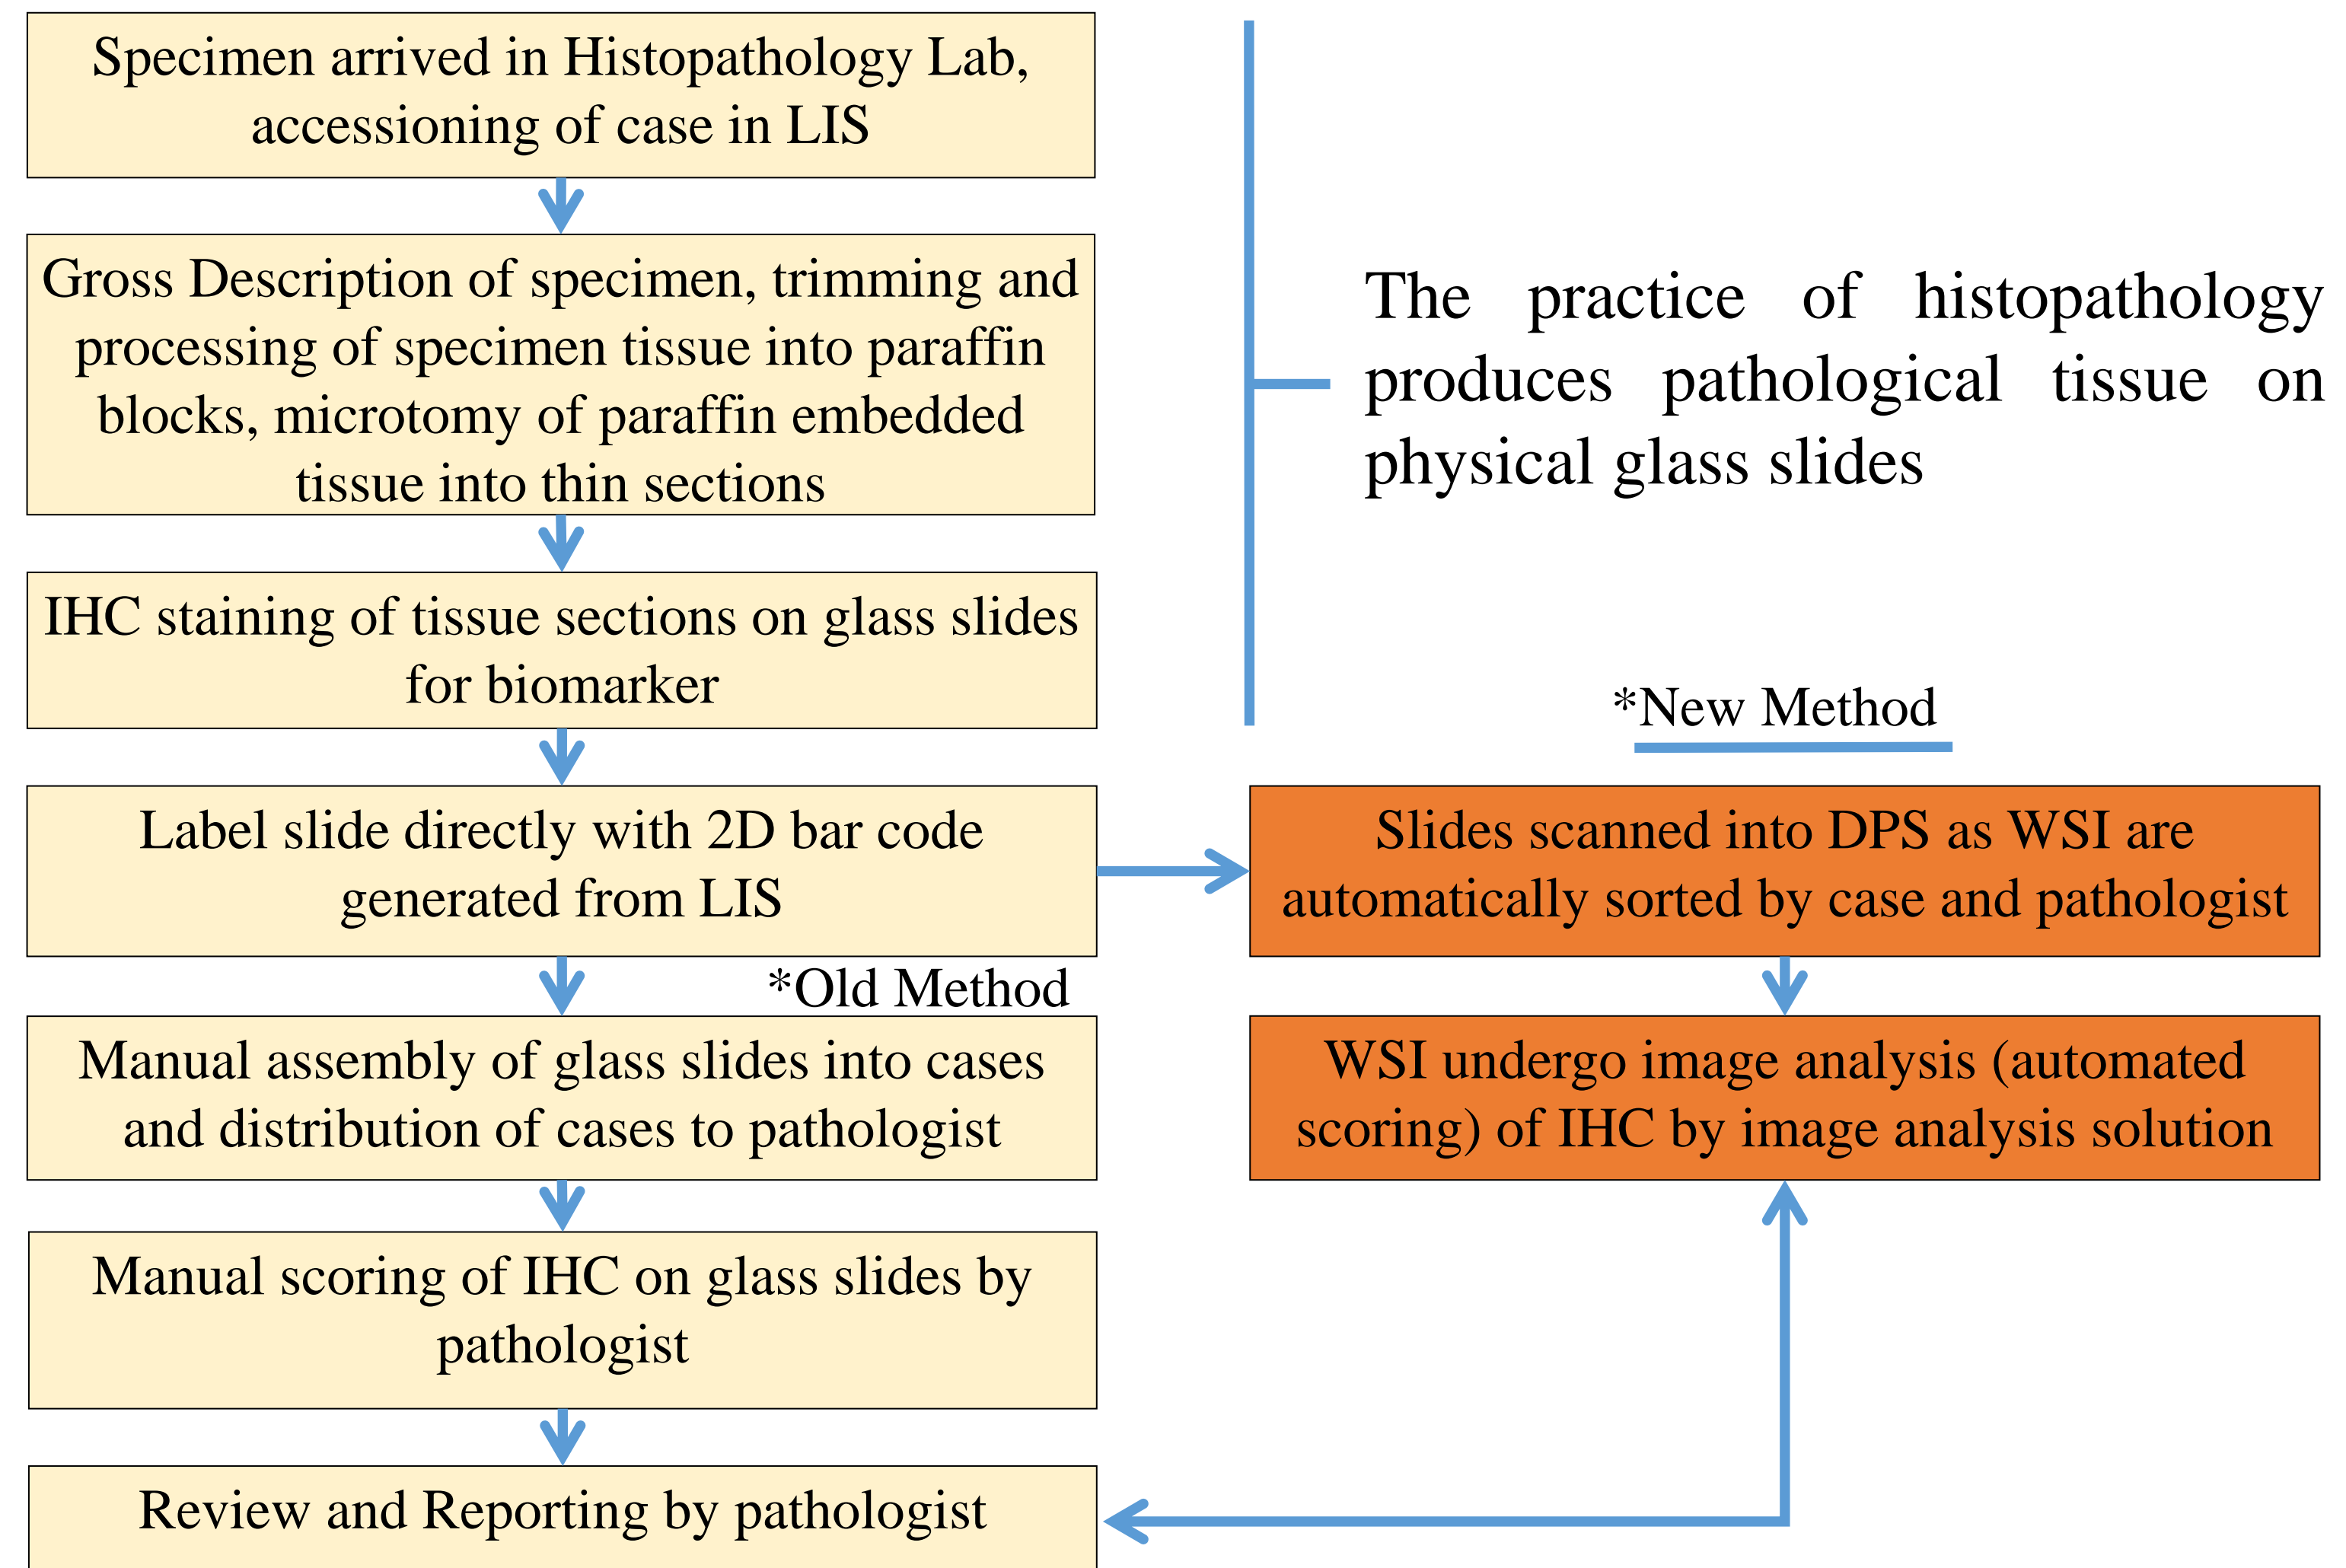 Specimen arrived in Histopathology Lab,
accessioning of case in LIS
Gross Description of specimen, trimming and
processing of specimen tissue into paraffin
blocks, microtomy of paraffin embedded
tissue into thin sections
The practice of histopathology
produces pathological tissue on
physical glass slides
IHC staining of tissue sections on glass slides
for biomarker
*New Method
Label slide directly with 2D bar code
generated from LIS
Slides scanned into DPS as WSI are
automatically sorted by case and pathologist
*Old Method
Manual assembly of glass slides into cases
and distribution of cases to pathologist
WSI undergo image analysis (automated
scoring) of IHC by image analysis solution
Manual scoring of IHC on glass slides by
pathologist
Review and Reporting by pathologist